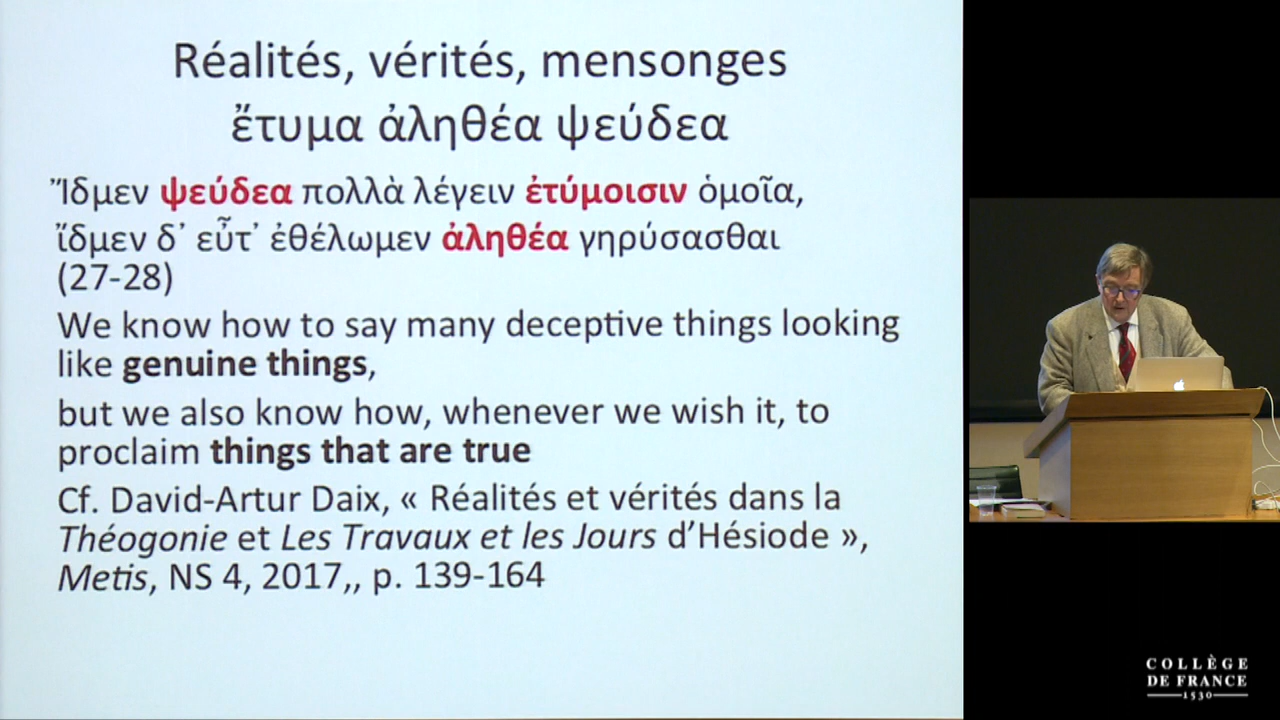 Réalités, vérités, mensonges
ἔτυμα ἀληθέα ψεύδεα
Ἴδμεν ψεύδεα πολλὰ λέγειν ἐτύμοισιν ὁμοῖα,
ἴδμεν δ᾽ εὖτ᾽ ἐθέλωμεν ἀληθέα γηρύσασθαι
(27-28)
We know how to say many deceptive things looking
like genuine things,
but we also know how, whenever we wish it, to
proclaim things that are true
Cf. David-Artur Daix, « Réalités et vérités dans la
Théogonie et Les Travaux et les Jours d’Hésiode »,
Metis, NS 4, 2017,, p. 139-164
COLLÈGE
DE FRANCE
1530